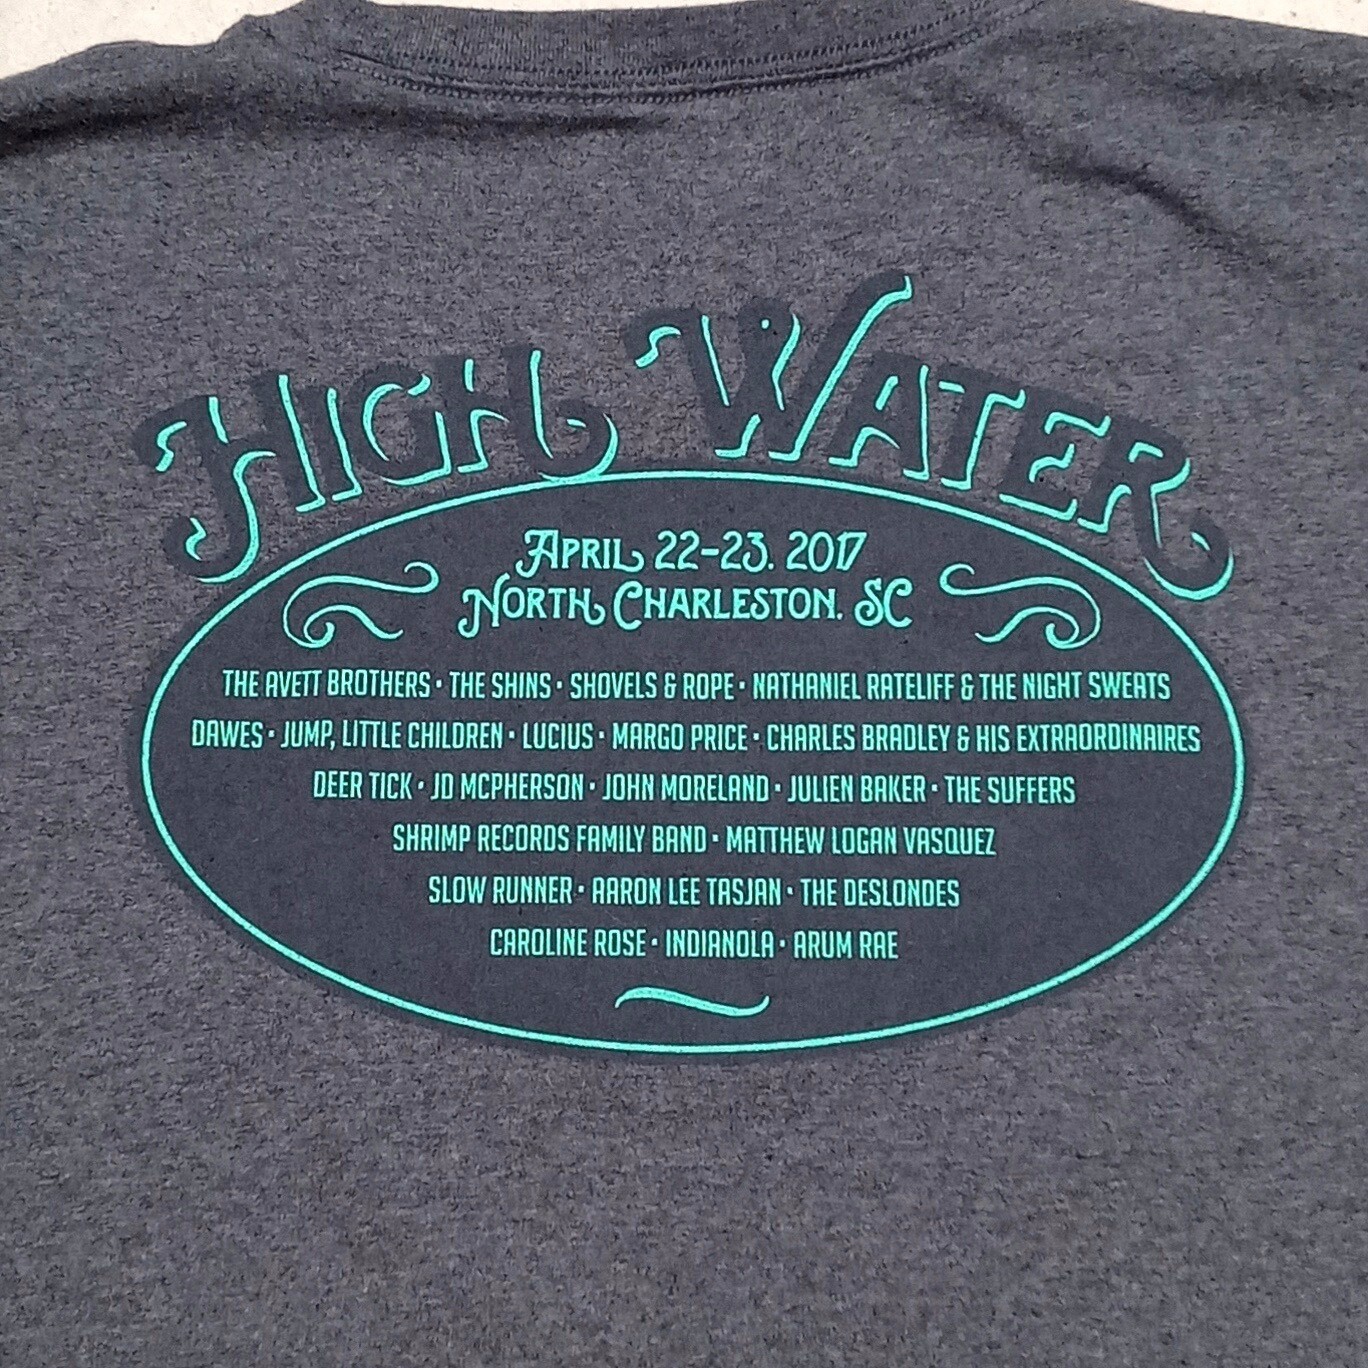 HIGH WATER
APRIL 22-23. 2017
NORTH CHARLESTON. SC
THE AVETT BROTHERS • THE SHINS • SHOVELS & ROPE • NATHANIEL RATELIFF & THE NIGHT SWEATS
DAWES • JUMP, LITTLE CHILDREN • LUCIUS • MARGO PRICE • CHARLES BRADLEY & HIS EXTRAORDINAIRES
DEER TICK • JD MCPHERSON • JOHN MORELAND • JULIEN BAKER • THE SUFFERS
SHRIMP RECORDS FAMILY BAND • MATTHEW LOGAN VASQUEZ
SLOW RUNNER • AARON LEE TASJAN • THE DESLONDES
CAROLINE ROSE • INDIANOLA • ARUM RAE